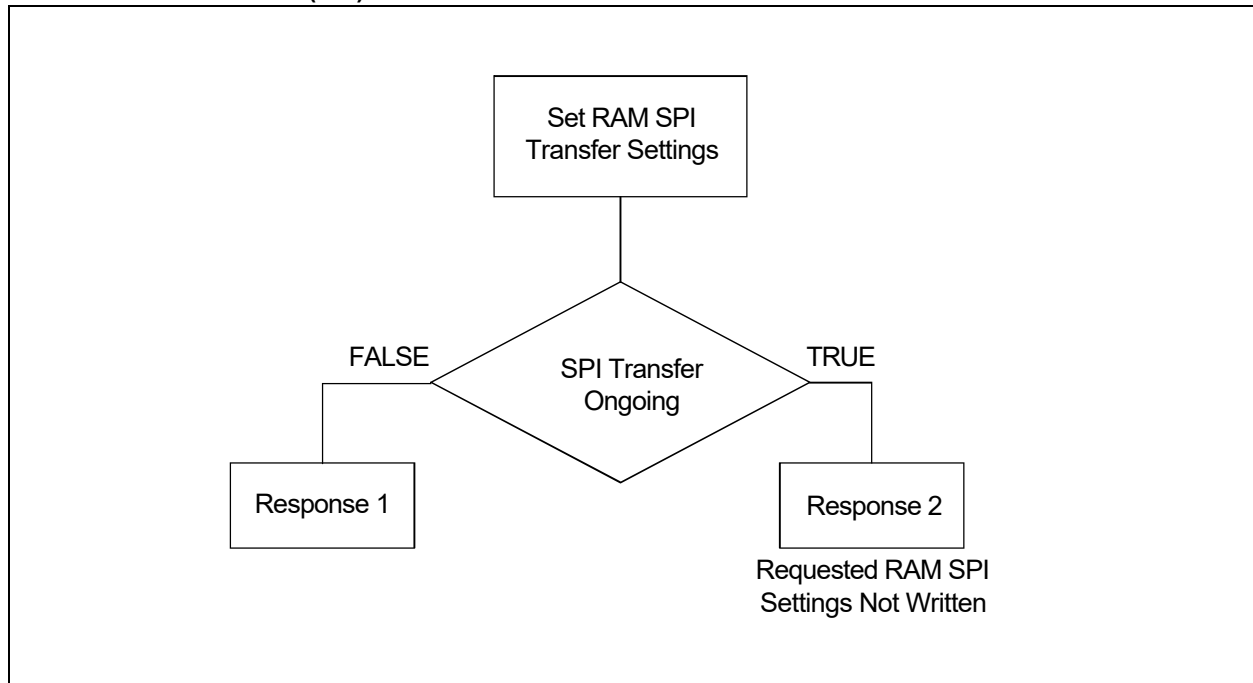 Set RAM SPI
Transfer Settings
FALSE
TRUE
SPI Transfer
Ongoing
Response 1
Response 2
Requested RAM SPI
Settings Not Written